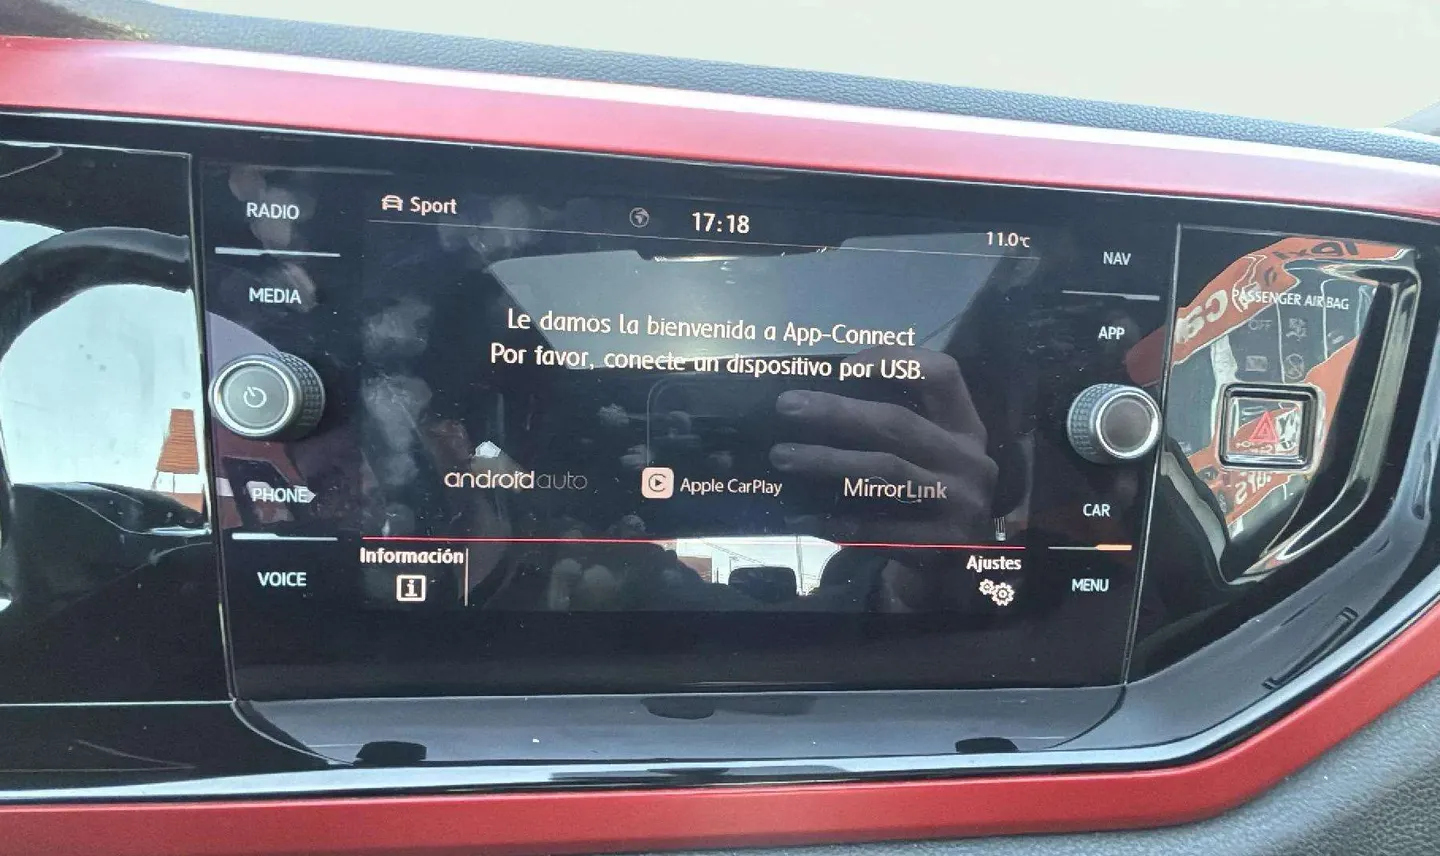 RADIO
MEDIA
PHONE
VOICE
Sport
17:18
11.0°C
Le damos la bienvenida a App-Connect
Por favor, conecte un dispositivo por USB.
androidauto
Apple CarPlay
MirrorLink
Información
i
Ajustes
NAV
APP
CAR
MENU
PASSENGER AIR BAG
OFF